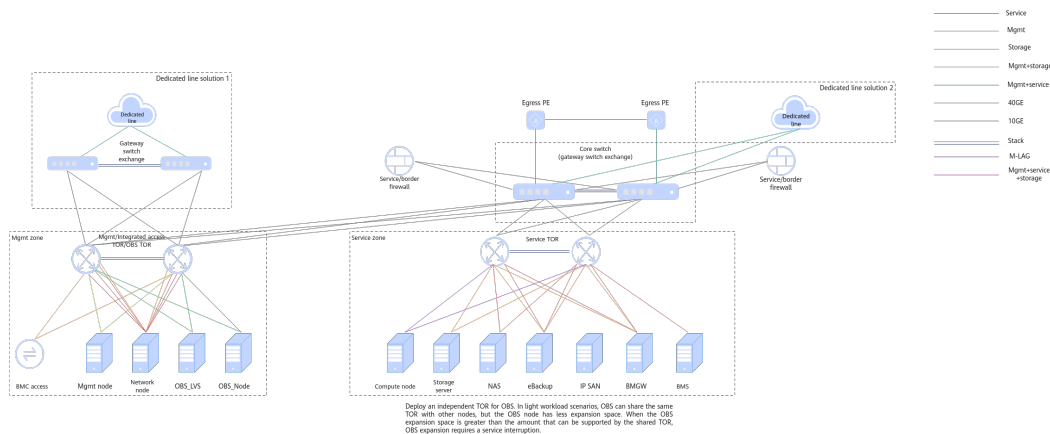 Service
Mgmt
Storage
Mgmt+storage
Mgmt+service
40GE
10GE
Stack
M-LAG
Mgmt+service
+storage
Dedicated line solution 1
Dedicated
line
Gateway
switch
exchange
Dedicated line solution 2
Egress PE
Egress PE
Dedicated
line
Core switch
(gateway switch exchange)
Service/border
firewall
Service/border
firewall
Mgmt zone
Mgmt/Integrated access
TOR/OBS TOR
Service zone
Service TOR
BMC access
Mgmt node
Network
node
OBS_LVS
OBS_Node
Compute node
Storage
server
NAS
eBackup
IP SAN
BMGW
BMS
Deploy an independent TOR for OBS. In light workload scenarios, OBS can share the same
TOR with other nodes, but the OBS node has less expansion space. When the OBS
expansion space is greater than the amount that can be supported by the shared TOR,
OBS expansion requires a service interruption.